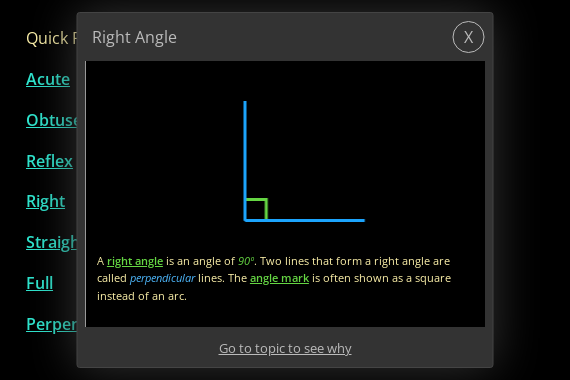 Right Angle
X
Quick
Acute
Obtuse
Reflex
Right
Full
A right angle is an angle of 90°. Two lines that form a right angle are
called perpendicular lines. The angle mark is often shown as a square
instead of an arc.
Go to topic to see why